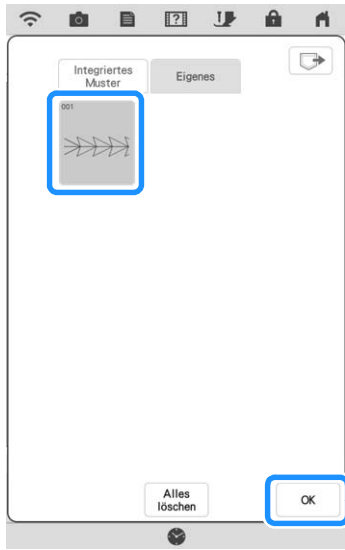 Integriertes
Muster
Eigenes
001
Alles
löschen
OK